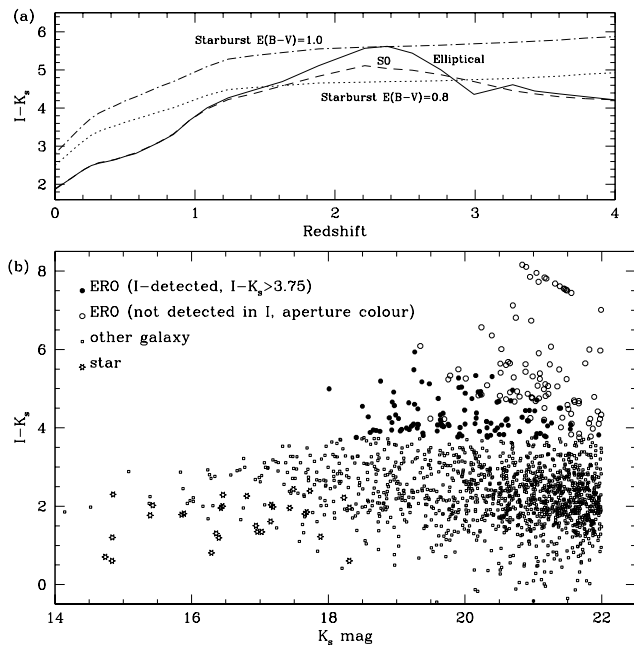 (a)
Starburst E(B−V)=1.0
Elliptical
S0
Starburst E(B−V)=0.8
I−Kₛ
6
5
4
3
2
0
1
2
3
4
Redshift
(b)
ERO (I−detected, I−Kₛ>3.75)
ERO (not detected in I, aperture colour)
other galaxy
star
I−Kₛ
8
6
4
2
0
14
16
18
20
22
Kₛ mag